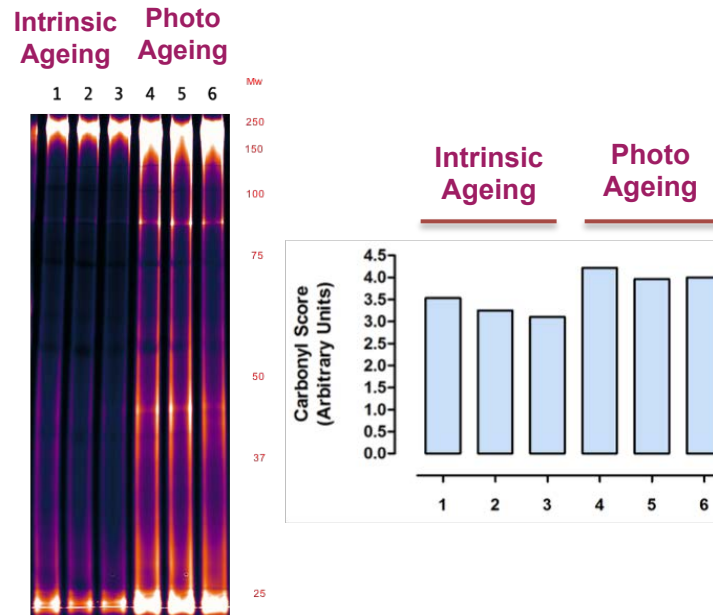 Intrinsic Ageing
Photo Ageing
1 2 3 4 5 6
Mw
250
150
100
75
50
37
25
Intrinsic Ageing
Photo Ageing
Carbonyl Score
(Arbitrary Units)
4.5
4.0
3.5
3.0
2.5
2.0
1.5
1.0
0.5
0.0
1 2 3 4 5 6